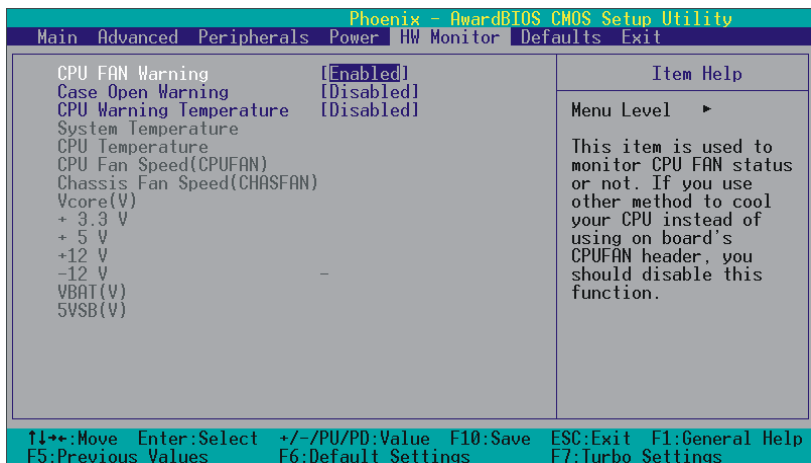 Phoenix - AwardBIOS CMOS Setup Utility
Main Advanced Peripherals Power HW Monitor Defaults Exit
CPU FAN Warning [Enabled]
Case Open Warning [Disabled]
CPU Warning Temperature [Disabled]
System Temperature
CPU Temperature
CPU Fan Speed(CPUFAN)
Chassis Fan Speed(CHASFAN)
Vcore(V)
+ 3.3 V
+ 5 V
+12 V
-12 V -
VBAT(V)
5VSB(V)
Item Help
Menu Level ►
This item is used to
monitor CPU FAN status
or not. If you use
other method to cool
your CPU instead of
using on board's
CPUFAN header, you
should disable this
function.
↑↓→←:Move Enter:Select +/-/PU/PD:Value F10:Save ESC:Exit F1:General Help
F5:Previous Values F6:Default Settings F7:Turbo Settings